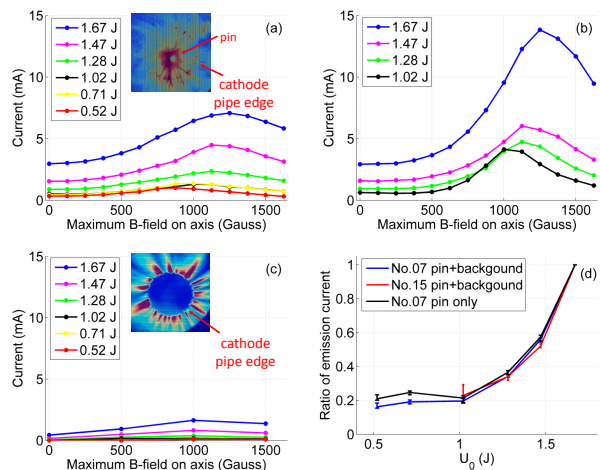 (a)
15
10
5
0
Current (mA)
1.67 J
1.47 J
1.28 J
1.02 J
0.71 J
0.52 J
pin
cathode
pipe edge
0 500 1000 1500
Maximum B-field on axis (Gauss)
(b)
15
10
5
0
Current (mA)
1.67 J
1.47 J
1.28 J
1.02 J
0 500 1000 1500
Maximum B-field on axis (Gauss)
(c)
15
10
5
0
Current (mA)
1.67 J
1.47 J
1.28 J
1.02 J
0.71 J
0.52 J
cathode
pipe edge
0 500 1000 1500
Maximum B-field on axis (Gauss)
(d)
1
0.8
0.6
0.4
0.2
0
Ratio of emission current
No.07 pin+backgound
No.15 pin+backgound
No.07 pin only
0.5 1 1.5
U₀ (J)